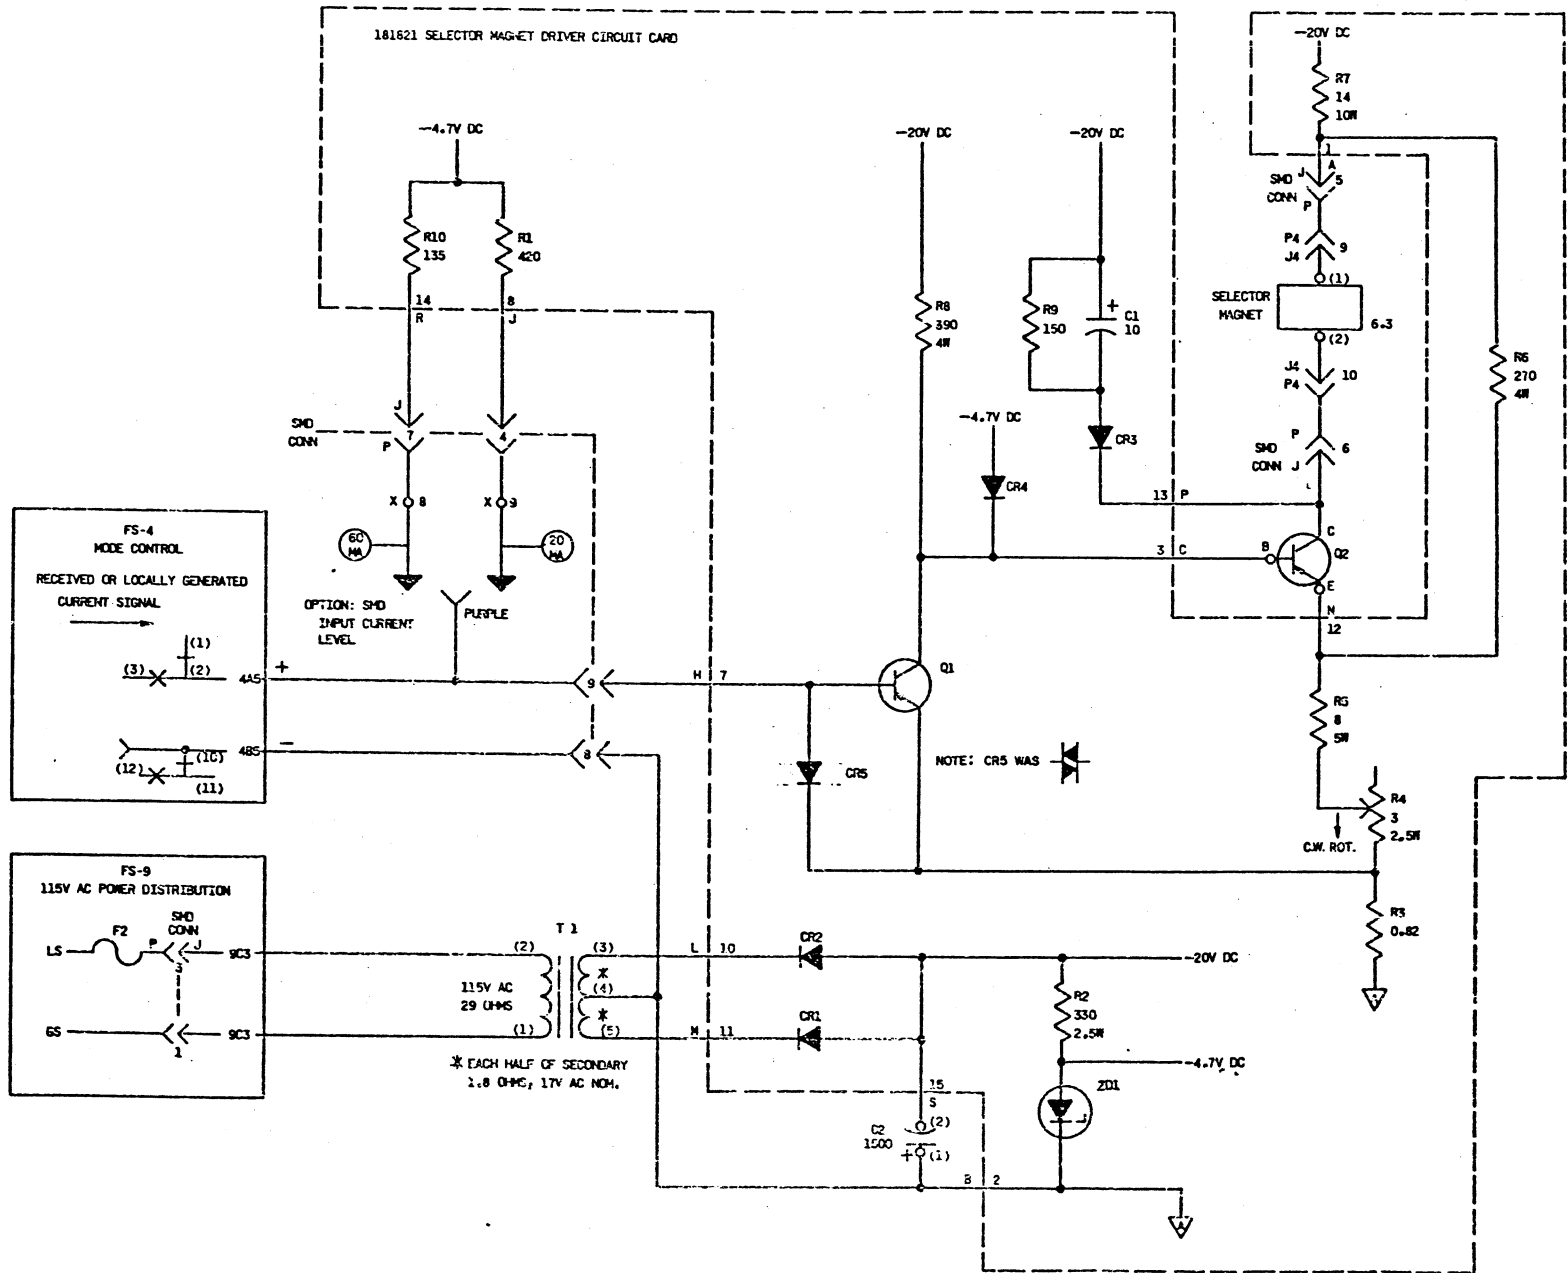 181621 SELECTOR MAGNET DRIVER CIRCUIT CARD
-20V DC
R7
14
10W
-4.7V DC
-20V DC
-20V DC
1
A
J
5
SMD
CONN
P
P4
J4
9
(1)
SELECTOR
MAGNET
6.3
(2)
J4
P4
10
P
6
SMD
CONN
J
L
R6
270
4W
R10
135
R1
420
14
R
8
J
R8
390
4W
R9
150
+
C1
10
CR3
-4.7V DC
CR4
13 P
3 C
B
C
Q2
E
N
12
J
SMD
CONN
7
P
4
X 8
X 9
60
MA
20
MA
OPTION: SMD
INPUT CURRENT
LEVEL
PURPLE
FS-4
MODE CONTROL
RECEIVED OR LOCALLY GENERATED
CURRENT SIGNAL
(1)
(3)
(2)
4A5
+
9
H 7
Q1
4B5
-
8
(10)
(12)
(11)
CR5
NOTE: CR5 WAS
R5
8
5W
R4
3
2.5W
C.W. ROT.
R3
0.82
FS-9
115V AC POWER DISTRIBUTION
F2
SMD
CONN
LS
P
J
3
9C3
GS
1
9C3
T1
(2)
(3)
*
(4)
115V AC
29 OHMS
*
(1)
(5)
* EACH HALF OF SECONDARY
1.8 OHMS, 17V AC NOM.
L 10
CR2
-20V DC
M 11
CR1
R2
330
2.5W
-4.7V DC
ZD1
15
S
C2
1500
(2)
+
(1)
B 2
A